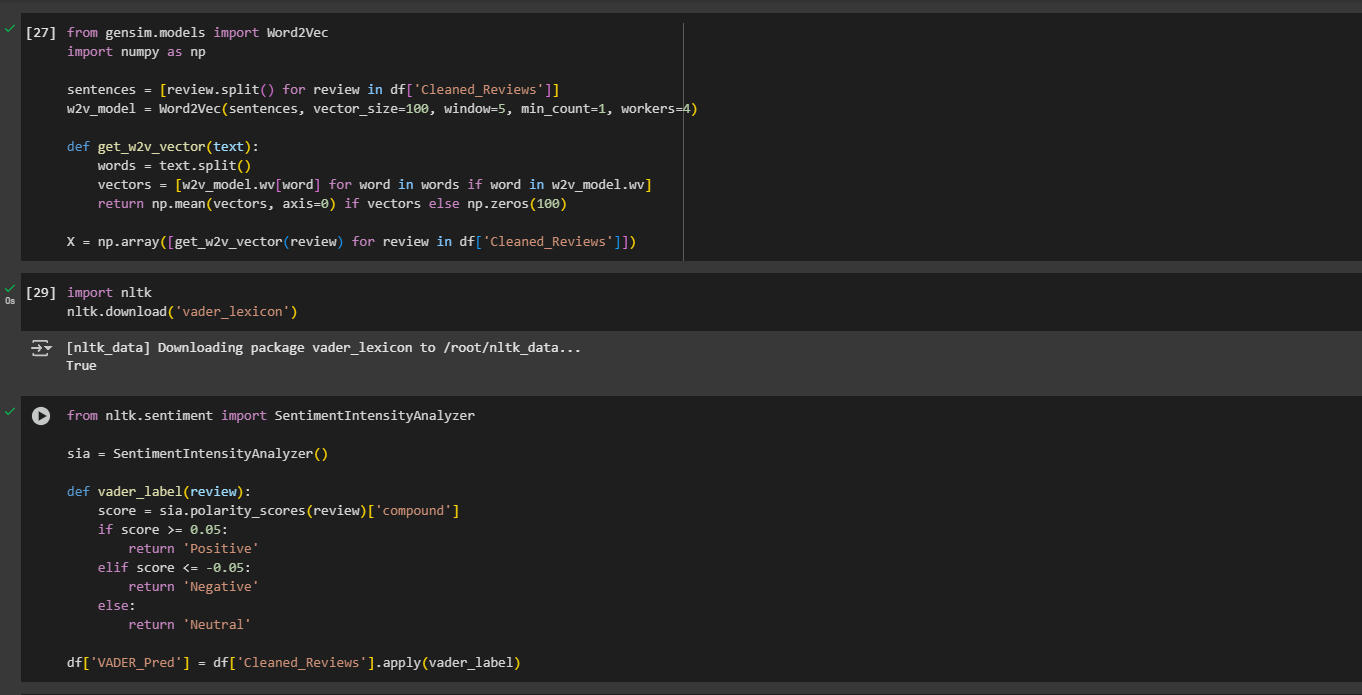 [27] from gensim.models import Word2Vec
import numpy as np
sentences = [review.split() for review in df['Cleaned_Reviews']]
w2v_model = Word2Vec(sentences, vector_size=100, window=5, min_count=1, workers=4)
def get_w2v_vector(text):
words = text.split()
vectors = [w2v_model.wv[word] for word in words if word in w2v_model.wv]
return np.mean(vectors, axis=0) if vectors else np.zeros(100)
X = np.array([get_w2v_vector(review) for review in df['Cleaned_Reviews']])
[29] import nltk
0s
nltk.download('vader_lexicon')
[nltk_data] Downloading package vader_lexicon to /root/nltk_data...
True
from nltk.sentiment import SentimentIntensityAnalyzer
sia = SentimentIntensityAnalyzer()
def vader_label(review):
score = sia.polarity_scores(review)['compound']
if score >= 0.05:
return 'Positive'
elif score <= -0.05:
return 'Negative'
else:
return 'Neutral'
df['VADER_Pred'] = df['Cleaned_Reviews'].apply(vader_label)